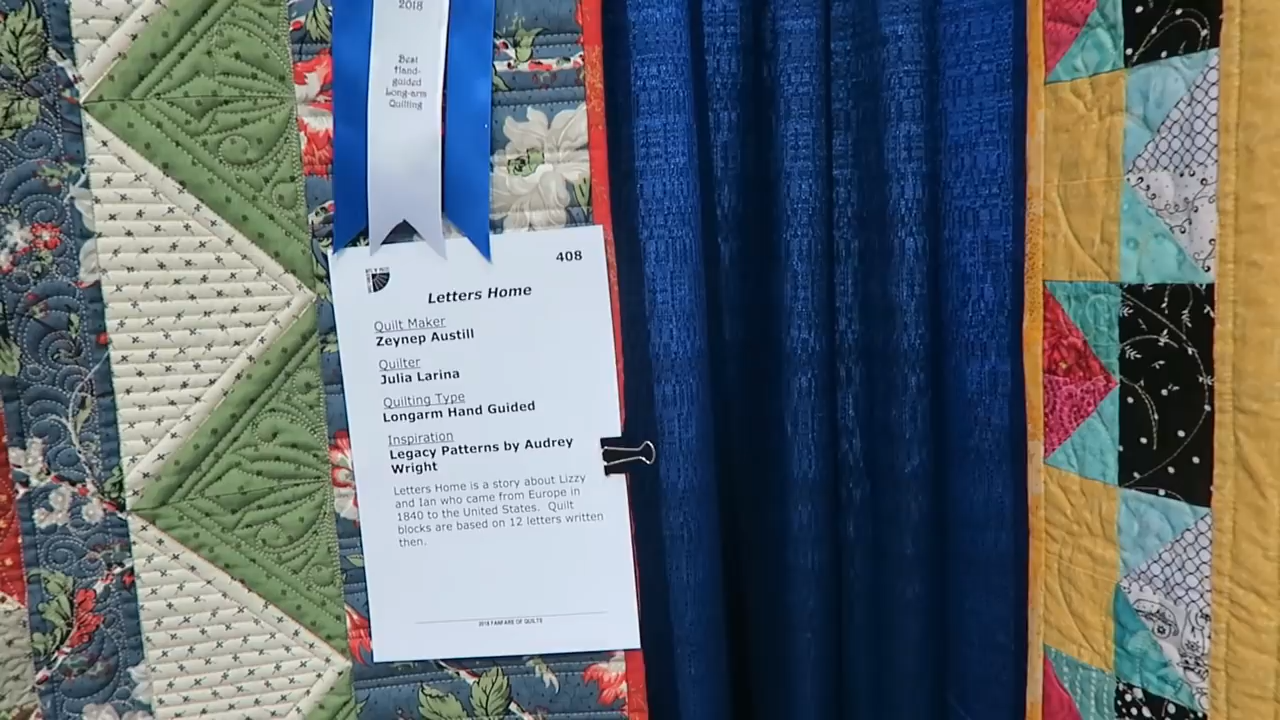 2018
Best
Hand-
guided
Long-arm
Quilting
408
Letters Home
Quilt Maker
Zeynep Austill
Quilter
Julia Larina
Quilting Type
Longarm Hand Guided
Inspiration
Legacy Patterns by Audrey
Wright
Letters Home is a story about Lizzy
and Ian who came from Europe in
1840 to the United States. Quilt
blocks are based on 12 letters written
then.
2018 FANFARE OF QUILTS